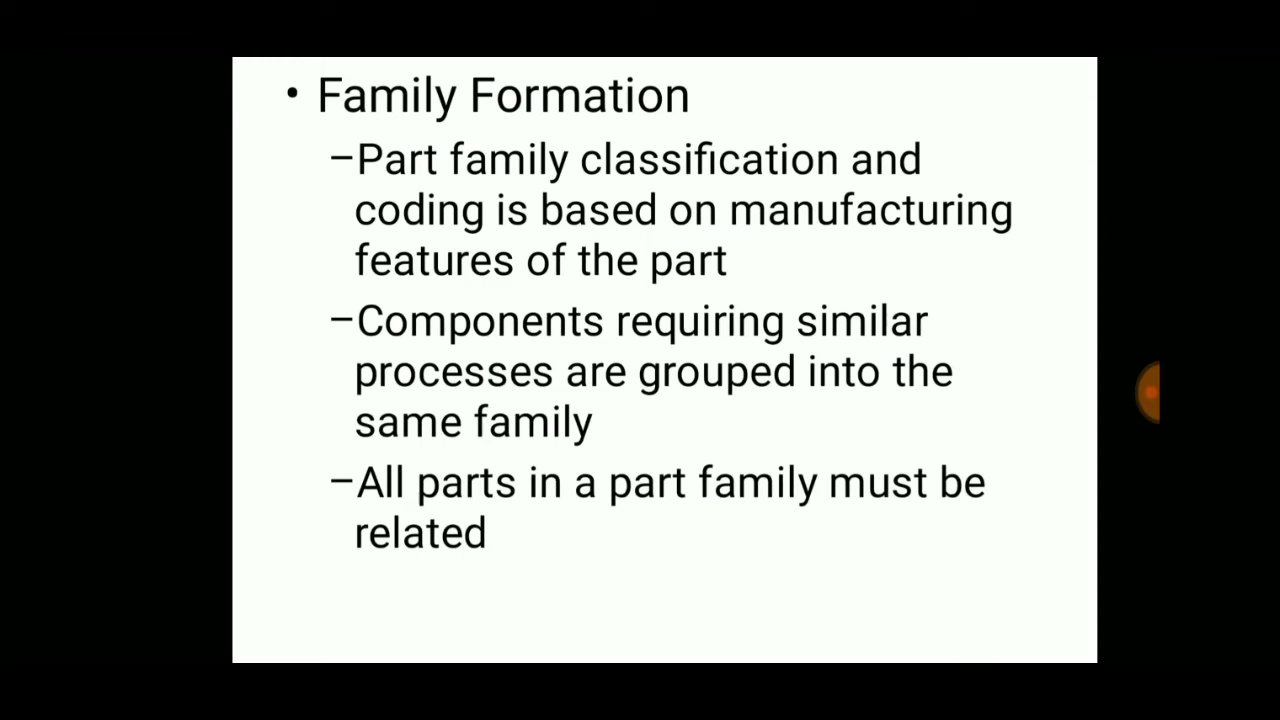 • Family Formation
–Part family classification and
coding is based on manufacturing
features of the part
–Components requiring similar
processes are grouped into the
same family
–All parts in a part family must be
related